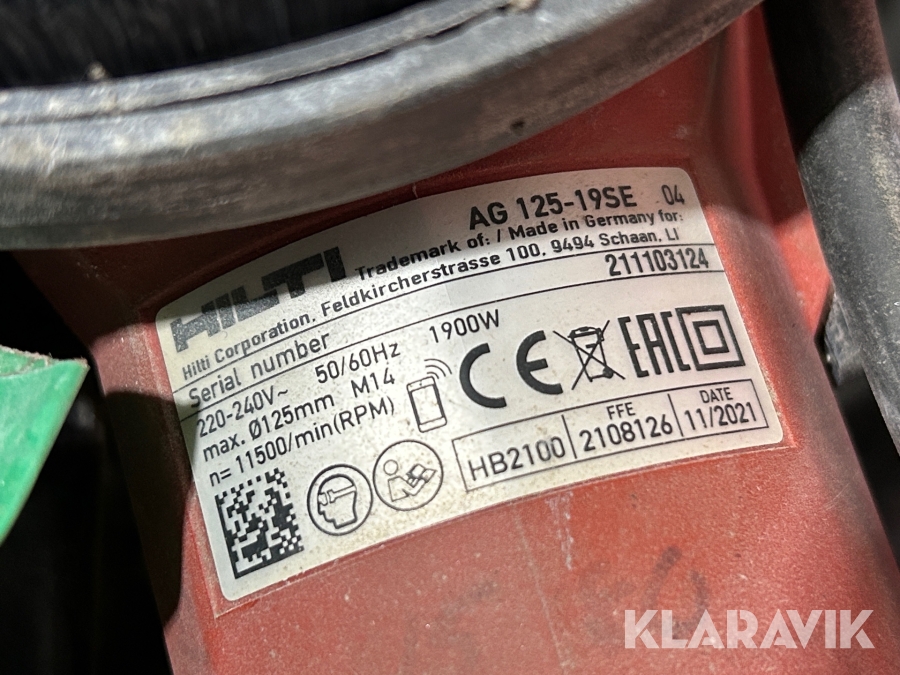 HILTI
AG 125-19SE 04
Trademark of: / Made in Germany for:
Hilti Corporation, Feldkircherstrasse 100, 9494 Schaan, LI
Serial number 211103124
220-240V~ 50/60Hz 1900W
max. Ø125mm M14
n= 11500/min(RPM)
CE
EAC
HB2100
FFE
2108126
DATE
11/2021
KLARAVIK